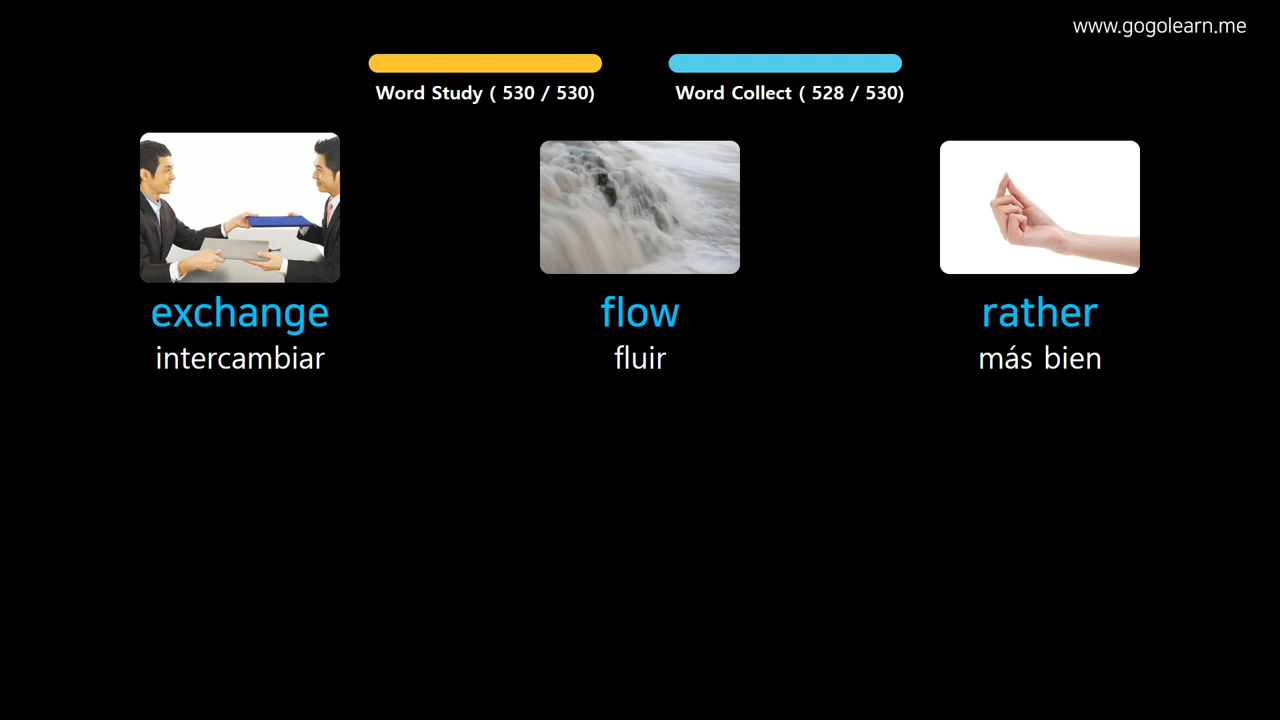 www.gogolearn.me
Word Study ( 530 / 530)
Word Collect ( 528 / 530)
exchange
intercambiar
flow
fluir
rather
más bien